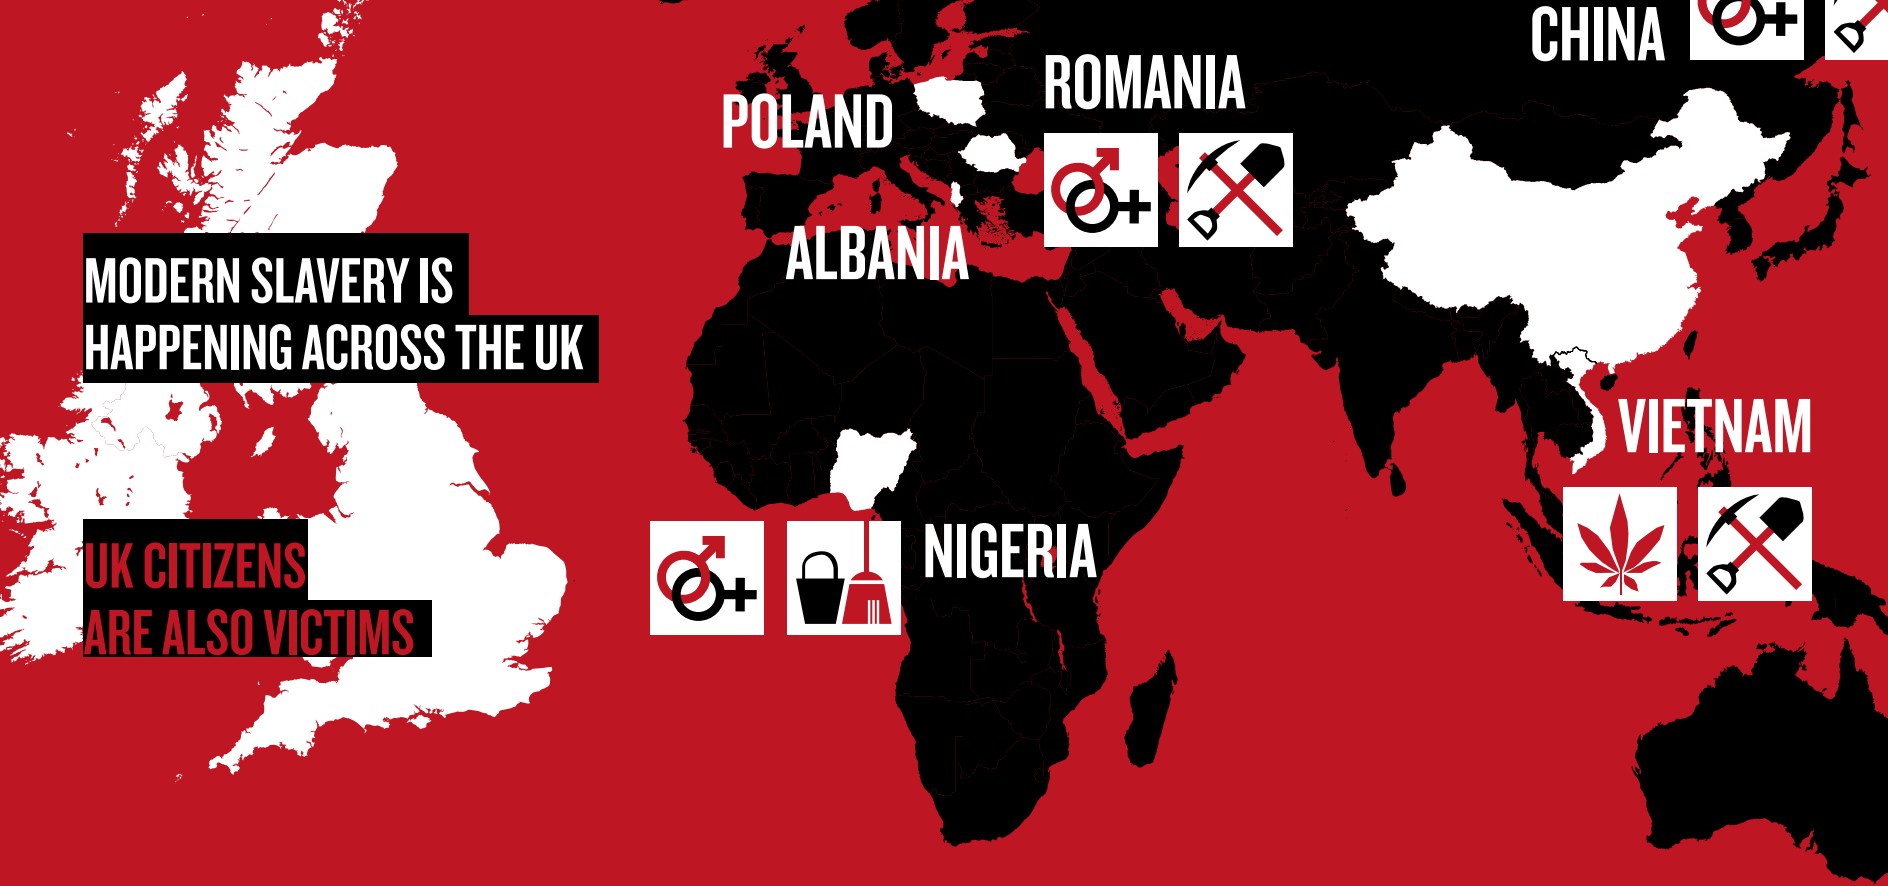 MODERN SLAVERY IS
HAPPENING ACROSS THE UK
UK CITIZENS
ARE ALSO VICTIMS
POLAND
ROMANIA
ALBANIA
NIGERIA
CHINA
VIETNAM